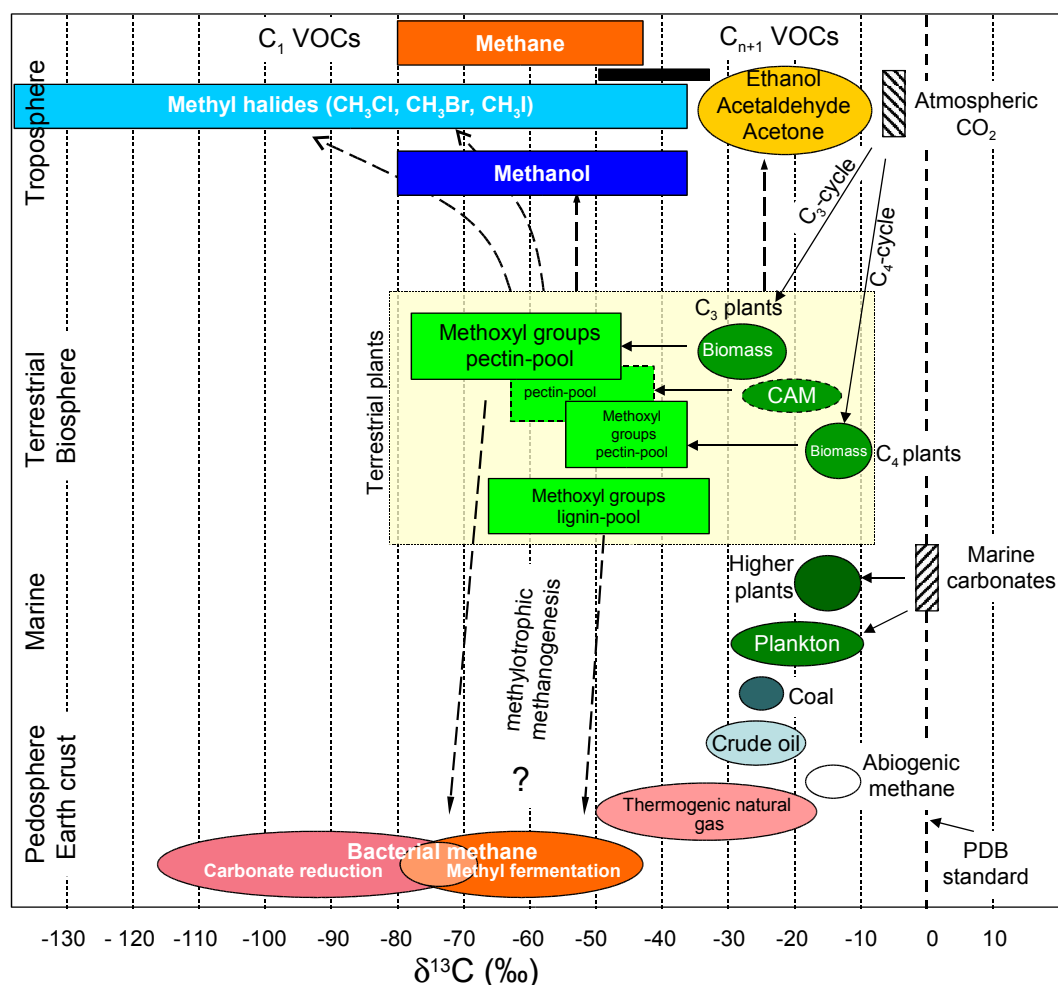 C₁ VOCs
Methane
Cₙ₊₁ VOCs
Methyl halides (CH₃Cl, CH₃Br, CH₃I)
Ethanol
Acetaldehyde
Acetone
Atmospheric
CO₂
Methanol
Troposphere
C₃-cycle
C₄-cycle
Terrestrial
Biosphere
Terrestrial plants
C₃ plants
Methoxyl groups
pectin-pool
Biomass
pectin-pool
CAM
Methoxyl
groups
pectin-pool
Biomass
C₄ plants
Methoxyl groups
lignin-pool
Marine
Higher
plants
Marine
carbonates
Plankton
methylotrophic
methanogenesis
?
Coal
Crude oil
Abiogenic
methane
Pedosphere
Earth crust
Thermogenic natural
gas
Bacterial methane
Carbonate reduction
Methyl fermentation
PDB
standard
-130 - 120 -110 -100 -90 -80 -70 -60 -50 -40 -30 -20 -10 0 10
δ¹³C (‰)